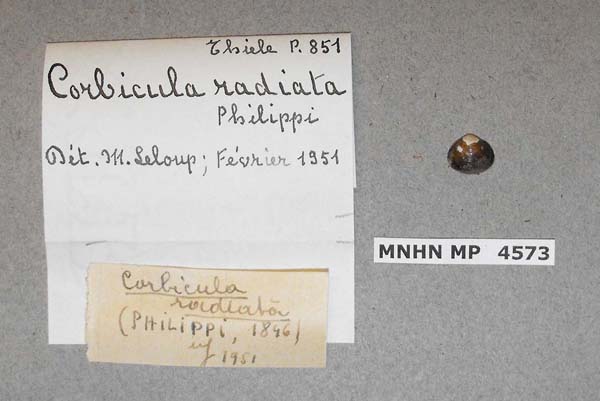 Thiele P. 851
Corbicula radiata
Philippi
Dét. M. Leloup; Février 1951
MNHN MP 4573
Corbicula
radiata
(PHILIPPI, 1846)
1951